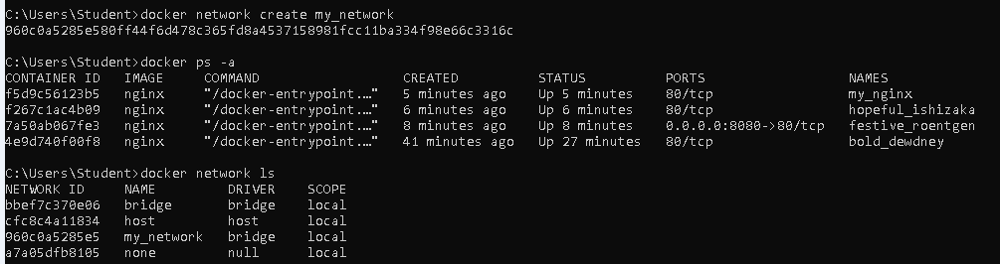 C:\Users\Student>docker network create my_network
960c0a5285e580ff44f6d478c365fd8a4537158981fcc11ba334f98e66c3316c
C:\Users\Student>docker ps -a
CONTAINER ID   IMAGE     COMMAND                  CREATED          STATUS          PORTS                  NAMES
f5d9c56123b5   nginx     "/docker-entrypoint.…"   5 minutes ago    Up 5 minutes    80/tcp                 my_nginx
f267c1ac4b09   nginx     "/docker-entrypoint.…"   6 minutes ago    Up 6 minutes    80/tcp                 hopeful_ishizaka
7a50ab067fe3   nginx     "/docker-entrypoint.…"   8 minutes ago    Up 8 minutes    0.0.0.0:8080->80/tcp   festive_roentgen
4e9d740f00f8   nginx     "/docker-entrypoint.…"   41 minutes ago   Up 27 minutes   80/tcp                 bold_dewdney
C:\Users\Student>docker network ls
NETWORK ID     NAME         DRIVER    SCOPE
bbef7c370e06   bridge       bridge    local
cfc8c4a11834   host         host      local
960c0a5285e5   my_network   bridge    local
a7a05dfb8105   none         null      local